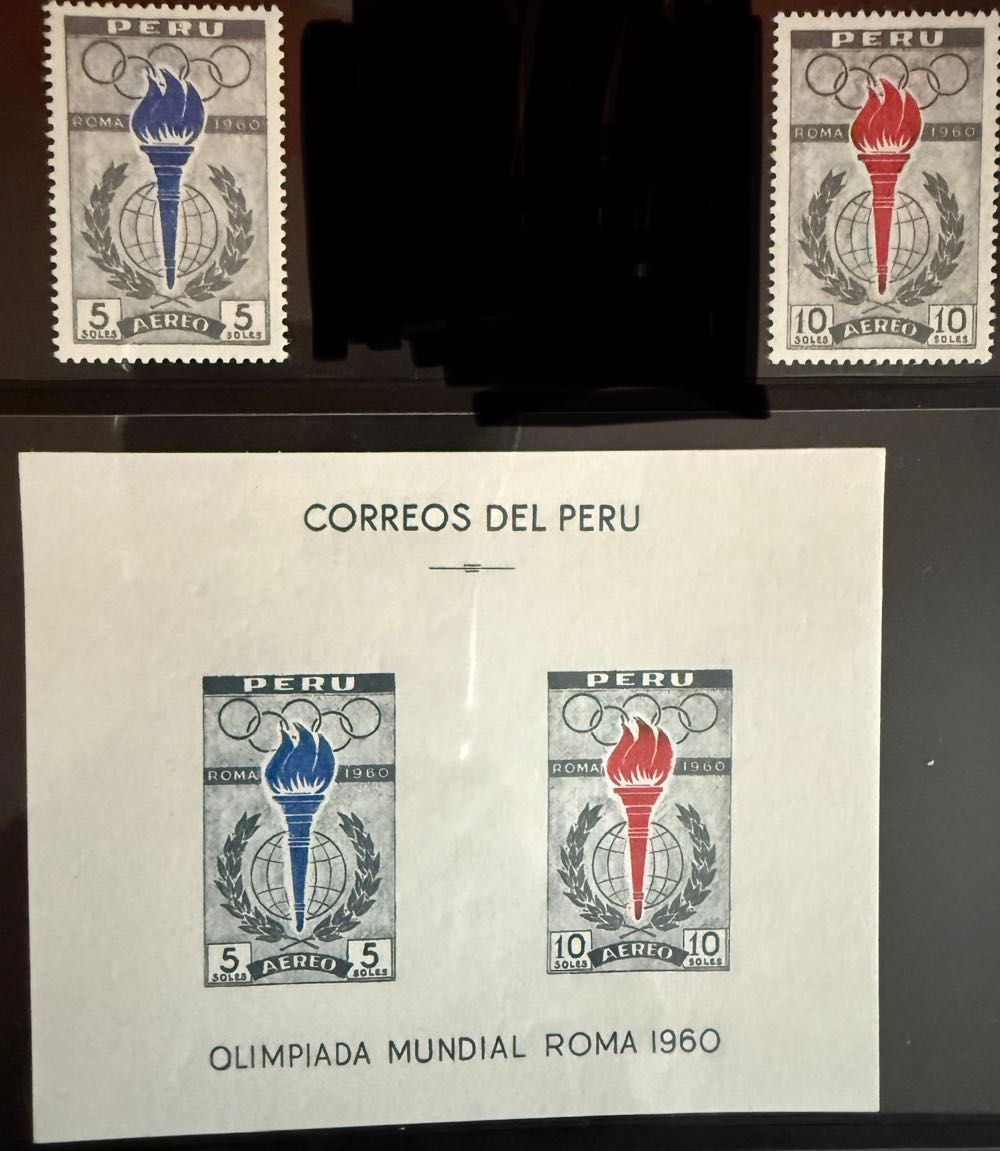 PERU
ROMA 1960
5 SOLES AEREO 5 SOLES
PERU
ROMA 1960
10 SOLES AEREO 10 SOLES
CORREOS DEL PERU
PERU
ROMA 1960
5 SOLES AEREO 5 SOLES
PERU
ROMA 1960
10 SOLES AEREO 10 SOLES
OLIMPIADA MUNDIAL ROMA 1960